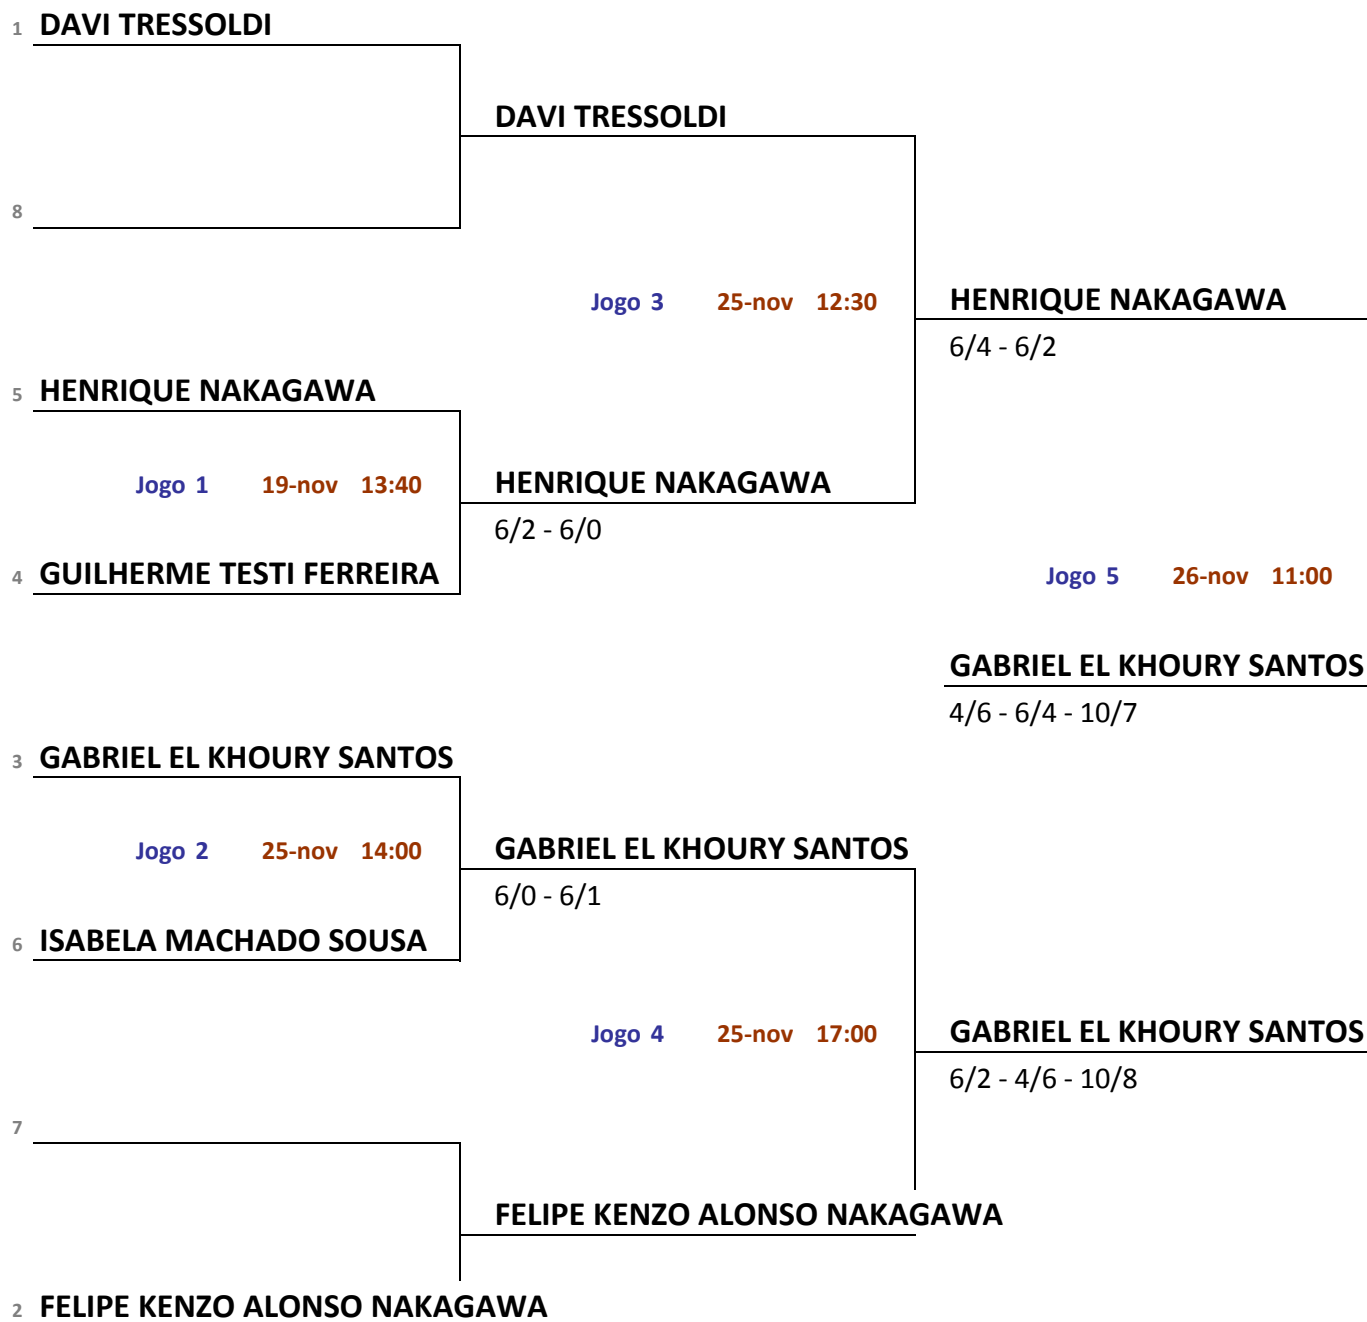 1 DAVI TRESSOLDI
DAVI TRESSOLDI
8
Jogo 3 25-nov 12:30
HENRIQUE NAKAGAWA
6/4 - 6/2
5 HENRIQUE NAKAGAWA
Jogo 1 19-nov 13:40
HENRIQUE NAKAGAWA
6/2 - 6/0
4 GUILHERME TESTI FERREIRA
Jogo 5 26-nov 11:00
GABRIEL EL KHOURY SANTOS
4/6 - 6/4 - 10/7
3 GABRIEL EL KHOURY SANTOS
Jogo 2 25-nov 14:00
GABRIEL EL KHOURY SANTOS
6/0 - 6/1
6 ISABELA MACHADO SOUSA
Jogo 4 25-nov 17:00
GABRIEL EL KHOURY SANTOS
6/2 - 4/6 - 10/8
7
FELIPE KENZO ALONSO NAKAGAWA
2 FELIPE KENZO ALONSO NAKAGAWA